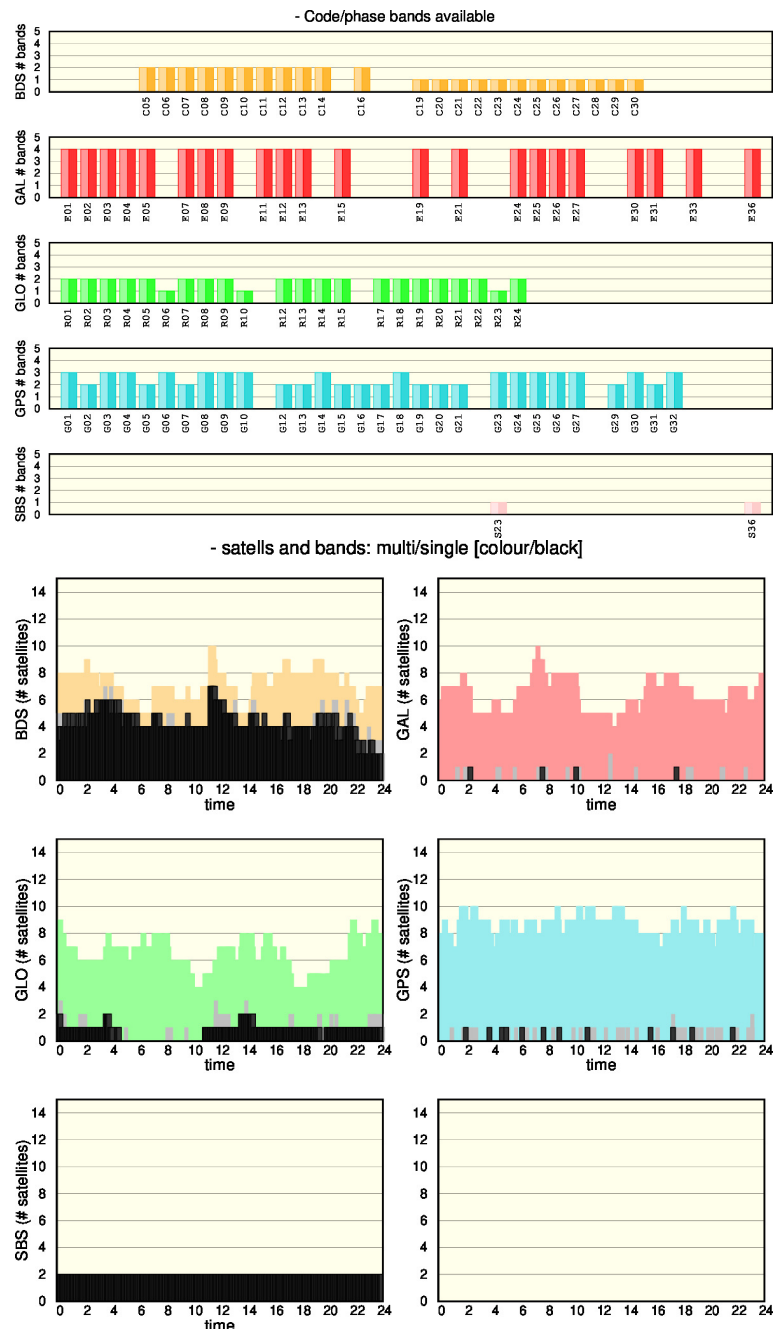 - Code/phase bands available
BDS # bands
5
4
3
2
1
0
C05 C06 C07 C08 C09 C10 C11 C12 C13 C14 C16 C19 C20 C21 C22 C23 C24 C25 C26 C27 C28 C29 C30
GAL # bands
5
4
3
2
1
0
E01 E02 E03 E04 E05 E07 E08 E09 E11 E12 E13 E15 E19 E21 E24 E25 E26 E27 E30 E31 E33 E36
GLO # bands
5
4
3
2
1
0
R01 R02 R03 R04 R05 R06 R07 R08 R09 R10 R12 R13 R14 R15 R17 R18 R19 R20 R21 R22 R23 R24
GPS # bands
5
4
3
2
1
0
G01 G02 G03 G04 G05 G06 G07 G08 G09 G10 G12 G13 G14 G15 G16 G17 G18 G19 G20 G21 G23 G24 G25 G26 G27 G29 G30 G31 G32
SBS # bands
5
4
3
2
1
0
S23 S36
- satells and bands: multi/single [colour/black]
BDS (# satellites)
14
12
10
8
6
4
2
0
0 2 4 6 8 10 12 14 16 18 20 22 24
time
GAL (# satellites)
14
12
10
8
6
4
2
0
0 2 4 6 8 10 12 14 16 18 20 22 24
time
GLO (# satellites)
14
12
10
8
6
4
2
0
0 2 4 6 8 10 12 14 16 18 20 22 24
time
GPS (# satellites)
14
12
10
8
6
4
2
0
0 2 4 6 8 10 12 14 16 18 20 22 24
time
SBS (# satellites)
14
12
10
8
6
4
2
0
0 2 4 6 8 10 12 14 16 18 20 22 24
time
14
12
10
8
6
4
2
0
0 2 4 6 8 10 12 14 16 18 20 22 24